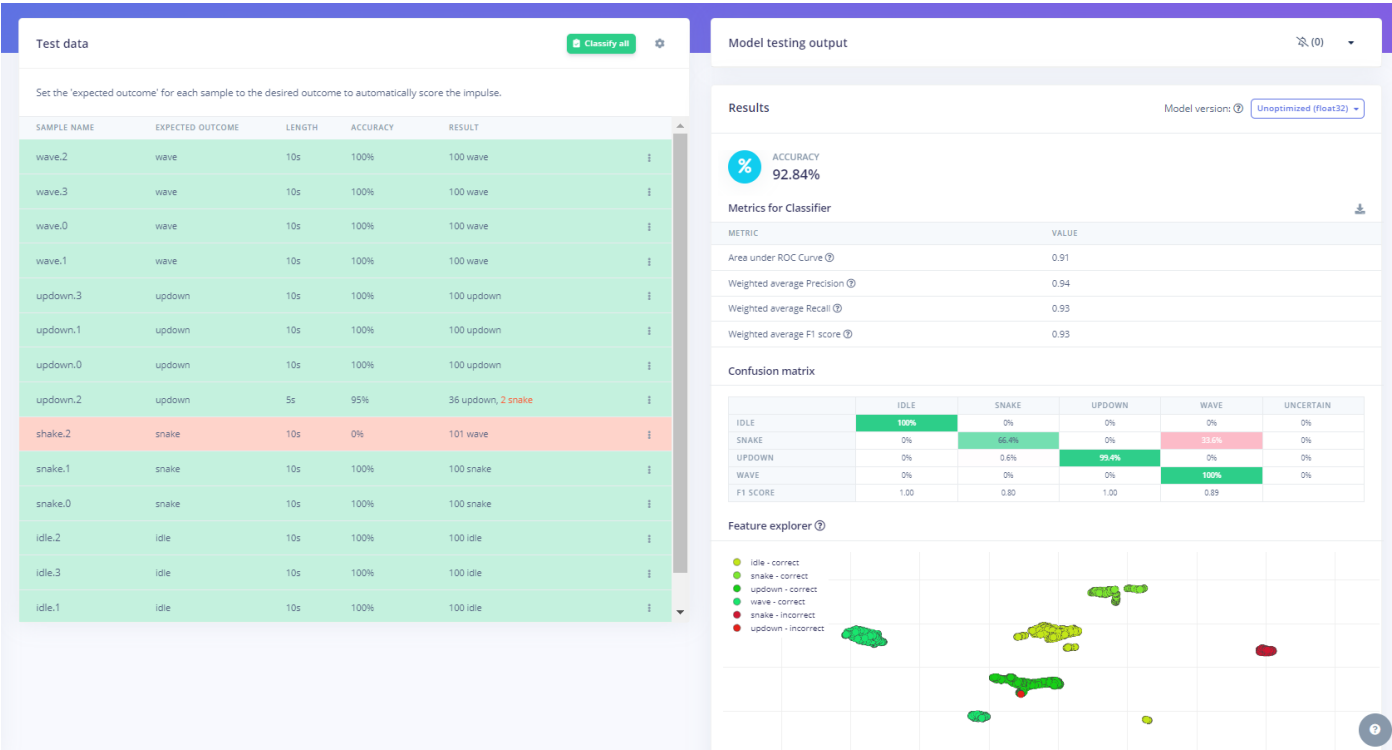 Test data
Classify all
Set the 'expected outcome' for each sample to the desired outcome to automatically score the impulse.
SAMPLE NAME EXPECTED OUTCOME LENGTH ACCURACY RESULT
wave.2 wave 10s 100% 100 wave
wave.3 wave 10s 100% 100 wave
wave.0 wave 10s 100% 100 wave
wave.1 wave 10s 100% 100 wave
updown.3 updown 10s 100% 100 updown
updown.1 updown 10s 100% 100 updown
updown.0 updown 10s 100% 100 updown
updown.2 updown 5s 95% 36 updown, 2 snake
shake.2 snake 10s 0% 101 wave
snake.1 snake 10s 100% 100 snake
snake.0 snake 10s 100% 100 snake
idle.2 idle 10s 100% 100 idle
idle.3 idle 10s 100% 100 idle
idle.1 idle 10s 100% 100 idle
Model testing output
(0)
Results
Model version: ? Unoptimized (float32)
%
ACCURACY
92.84%
Metrics for Classifier
METRIC VALUE
Area under ROC Curve ? 0.91
Weighted average Precision ? 0.94
Weighted average Recall ? 0.93
Weighted average F1 score ? 0.93
Confusion matrix
IDLE SNAKE UPDOWN WAVE UNCERTAIN
IDLE 100% 0% 0% 0% 0%
SNAKE 0% 66.4% 0% 33.6% 0%
UPDOWN 0% 0.6% 99.4% 0% 0%
WAVE 0% 0% 0% 100% 0%
F1 SCORE 1.00 0.80 1.00 0.89
Feature explorer ?
idle - correct
snake - correct
updown - correct
wave - correct
snake - incorrect
updown - incorrect
?